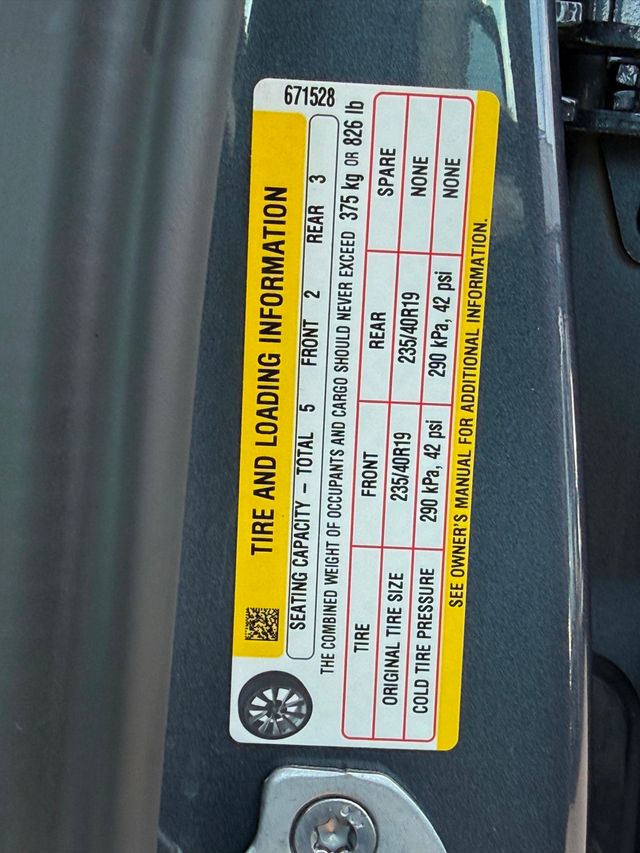 671528
TIRE AND LOADING INFORMATION
SEATING CAPACITY – TOTAL 5 FRONT 2 REAR 3
THE COMBINED WEIGHT OF OCCUPANTS AND CARGO SHOULD NEVER EXCEED 375 kg OR 826 lb
TIRE FRONT REAR SPARE
ORIGINAL TIRE SIZE 235/40R19 235/40R19 NONE
COLD TIRE PRESSURE 290 kPa, 42 psi 290 kPa, 42 psi NONE
SEE OWNER'S MANUAL FOR ADDITIONAL INFORMATION.